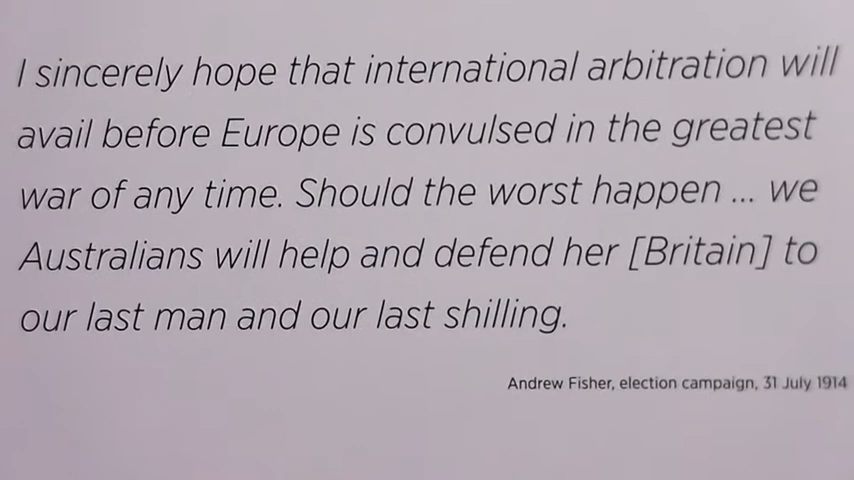 I sincerely hope that international arbitration will
avail before Europe is convulsed in the greatest
war of any time. Should the worst happen ... we
Australians will help and defend her [Britain] to
our last man and our last shilling.
Andrew Fisher, election campaign, 31 July 1914